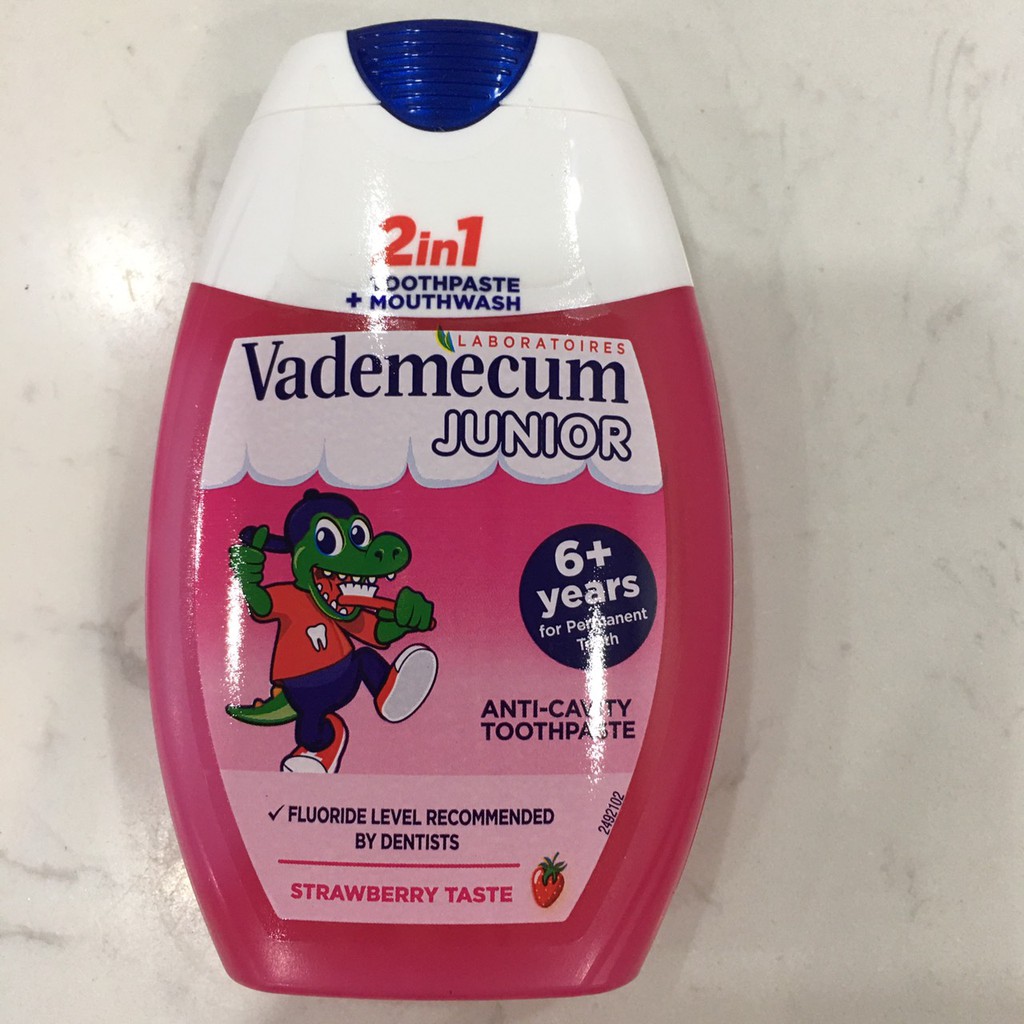 2in1
TOOTHPASTE
+ MOUTHWASH
LABORATOIRES
Vademecum
JUNIOR
6+
years
for Permanent
Teeth
ANTI-CAVITY
TOOTHPASTE
2492102
✓ FLUORIDE LEVEL RECOMMENDED
BY DENTISTS
STRAWBERRY TASTE